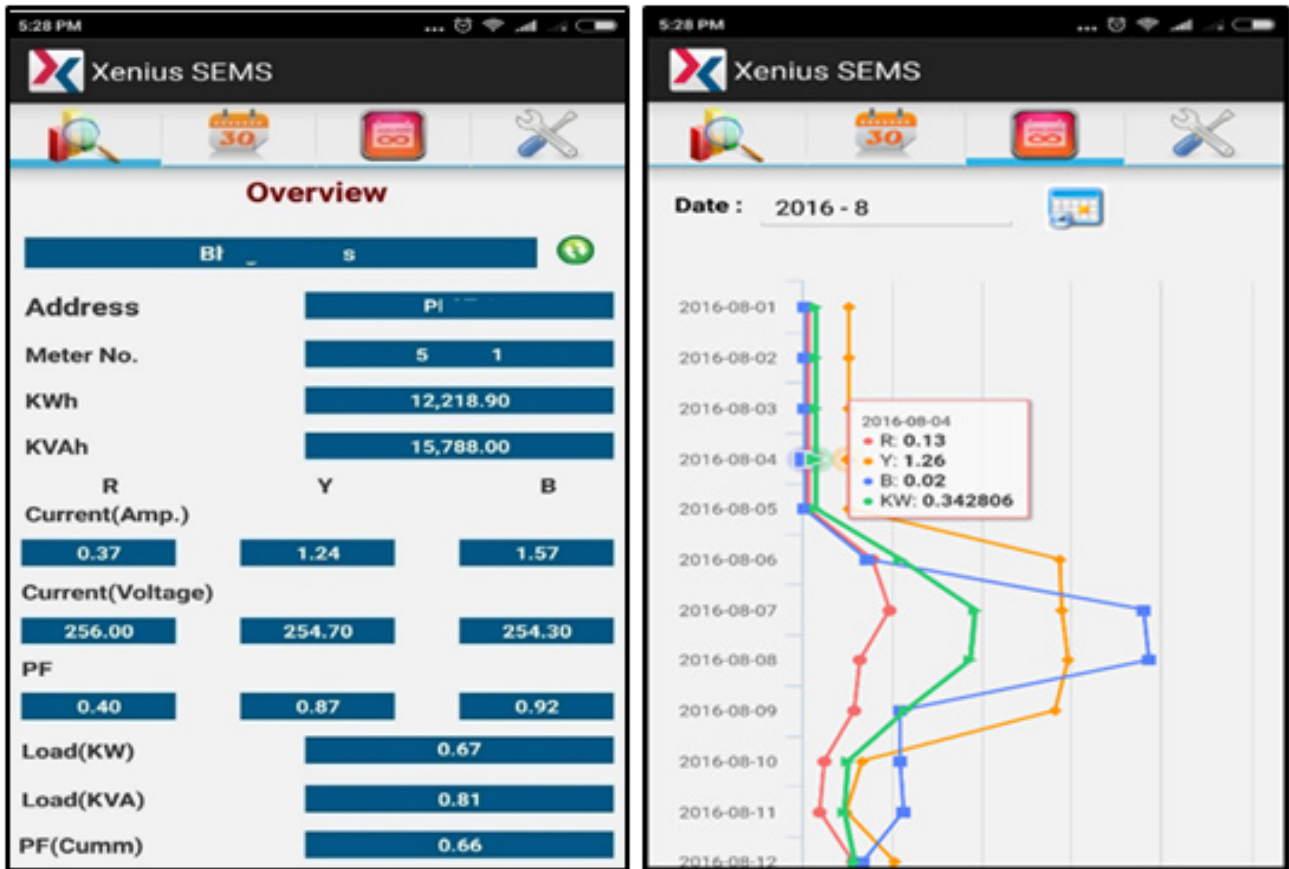 5:28 PM
Xenius SEMS
30
Overview
Address
Meter No.
5 1
KWh 12,218.90
KVAh 15,788.00
R Y B
Current(Amp.)
0.37 1.24 1.57
Current(Voltage)
256.00 254.70 254.30
PF
0.40 0.87 0.92
Load(KW) 0.67
Load(KVA) 0.81
PF(Cumm) 0.66
5:28 PM
Xenius SEMS
30
Date : 2016 - 8
2016-08-01
2016-08-02
2016-08-03
2016-08-04
2016-08-05
2016-08-06
2016-08-07
2016-08-08
2016-08-09
2016-08-10
2016-08-11
2016-08-12
2016-08-04
R: 0.13
Y: 1.26
B: 0.02
KW: 0.342806